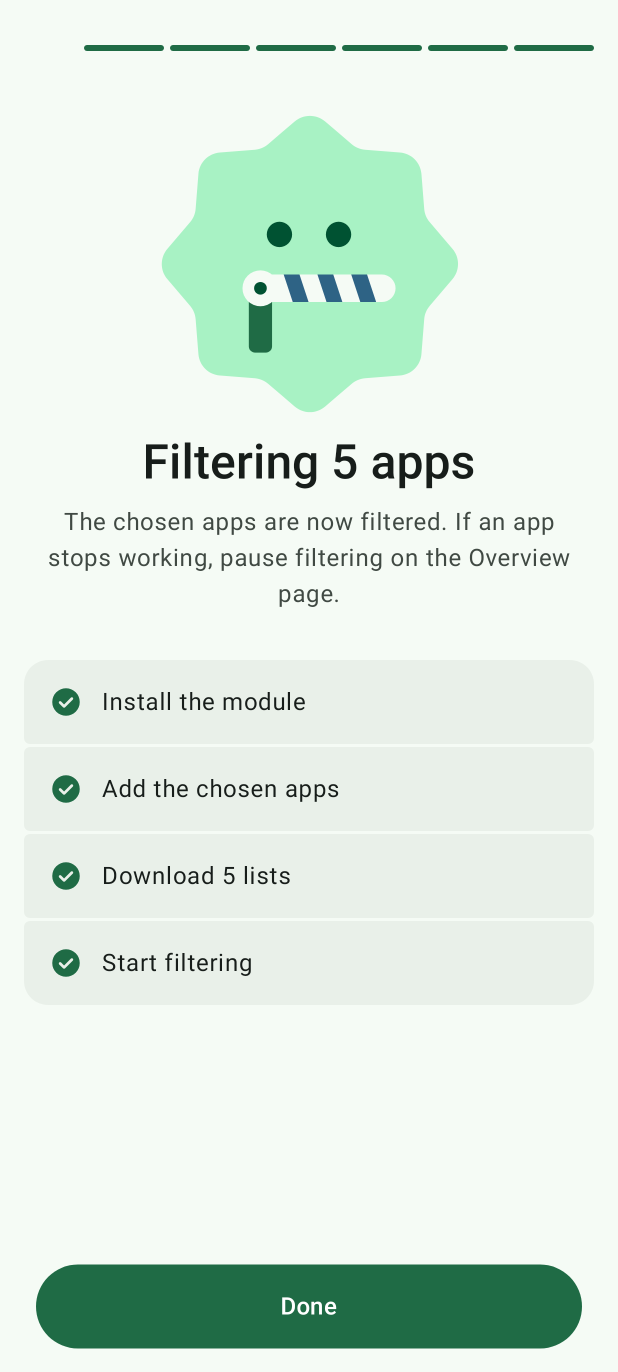 Filtering 5 apps
The chosen apps are now filtered. If an app
stops working, pause filtering on the Overview
page.
Install the module
Add the chosen apps
Download 5 lists
Start filtering
Done